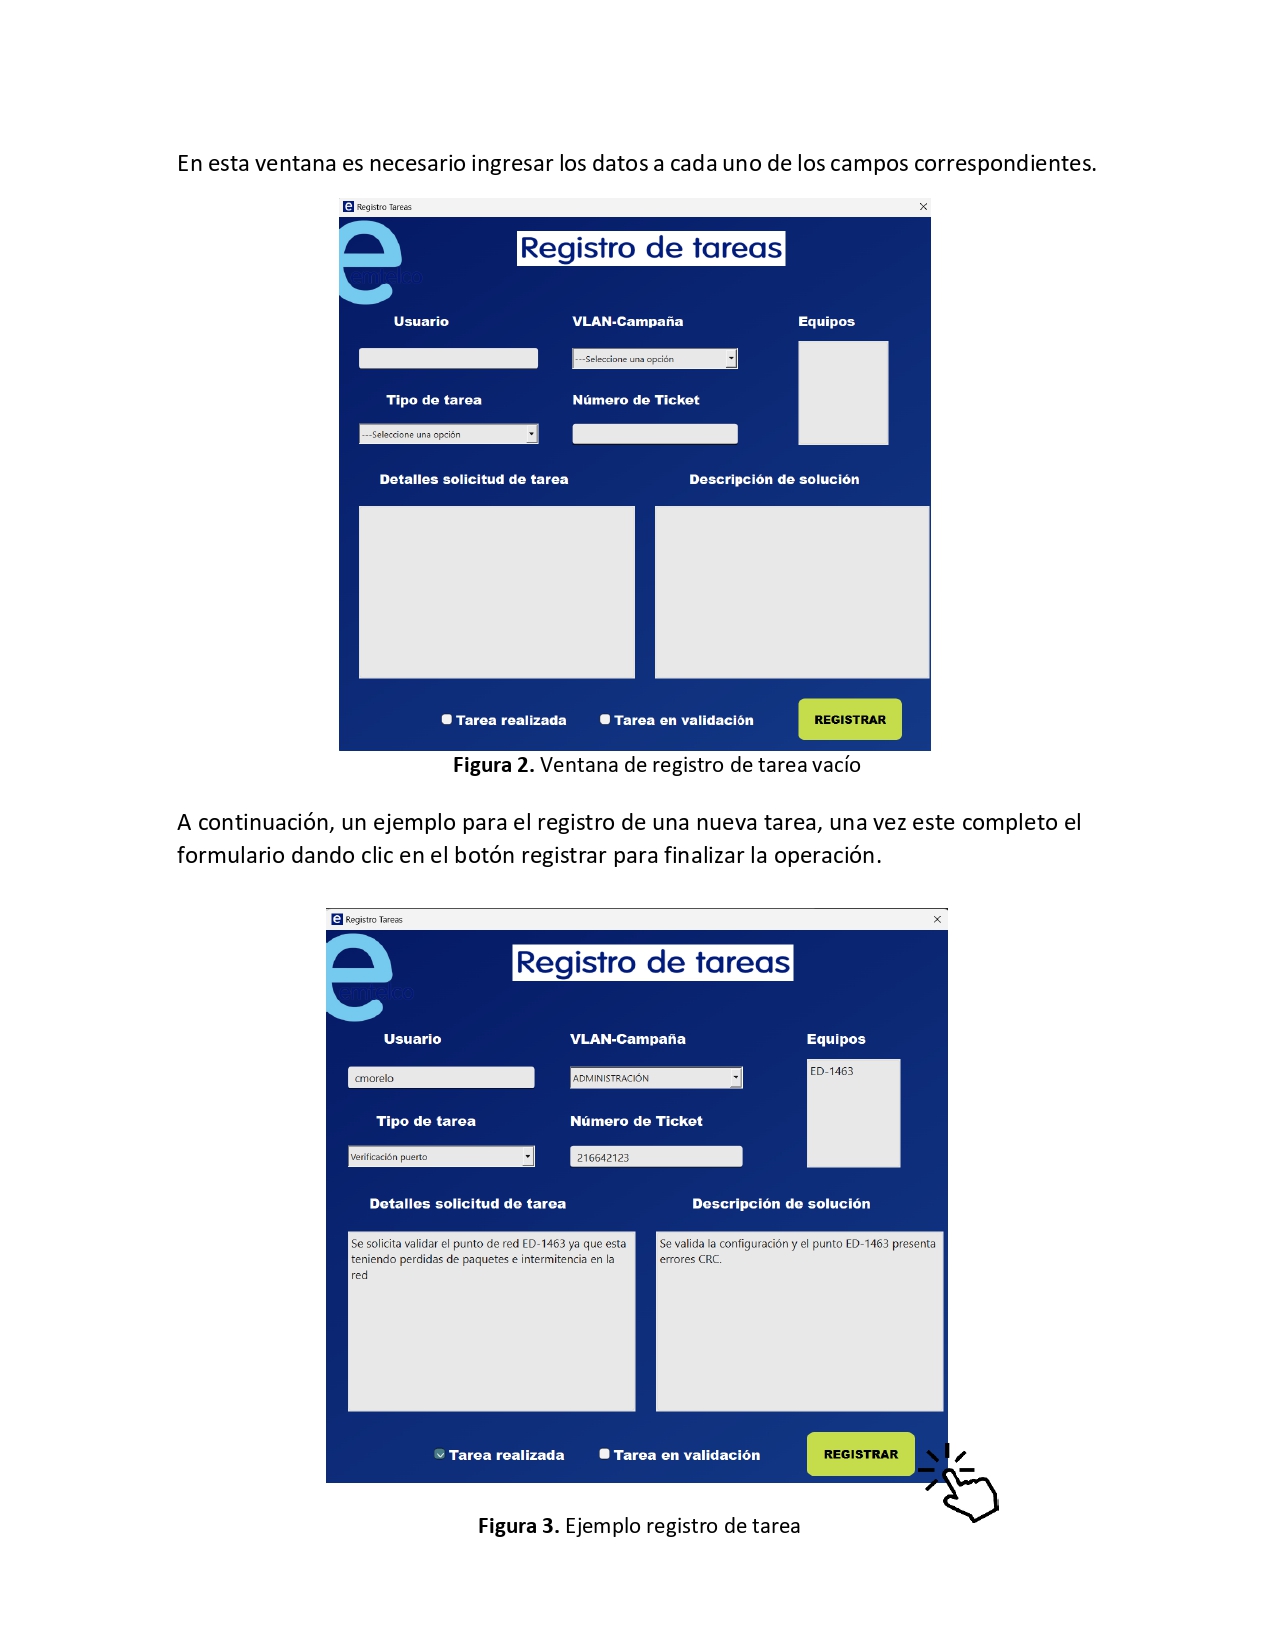 En esta ventana es necesario ingresar los datos a cada uno de los campos correspondientes.
e Registro Tareas
e
Registro de tareas
Usuario
VLAN-Campaña
Equipos
---Seleccione una opción
Tipo de tarea
Número de Ticket
---Seleccione una opción
Detalles solicitud de tarea
Descripción de solución
Tarea realizada
Tarea en validación
REGISTRAR
Figura 2. Ventana de registro de tarea vacío
A continuación, un ejemplo para el registro de una nueva tarea, una vez este completo el
formulario dando clic en el botón registrar para finalizar la operación.
e Registro Tareas
e
Registro de tareas
Usuario
VLAN-Campaña
Equipos
cmorelo
ADMINISTRACIÓN
ED-1463
Tipo de tarea
Número de Ticket
Verificación puerto
216642123
Detalles solicitud de tarea
Descripción de solución
Se solicita validar el punto de red ED-1463 ya que esta
teniendo perdidas de paquetes e intermitencia en la
red
Se valida la configuración y el punto ED-1463 presenta
errores CRC.
Tarea realizada
Tarea en validación
REGISTRAR
Figura 3. Ejemplo registro de tarea